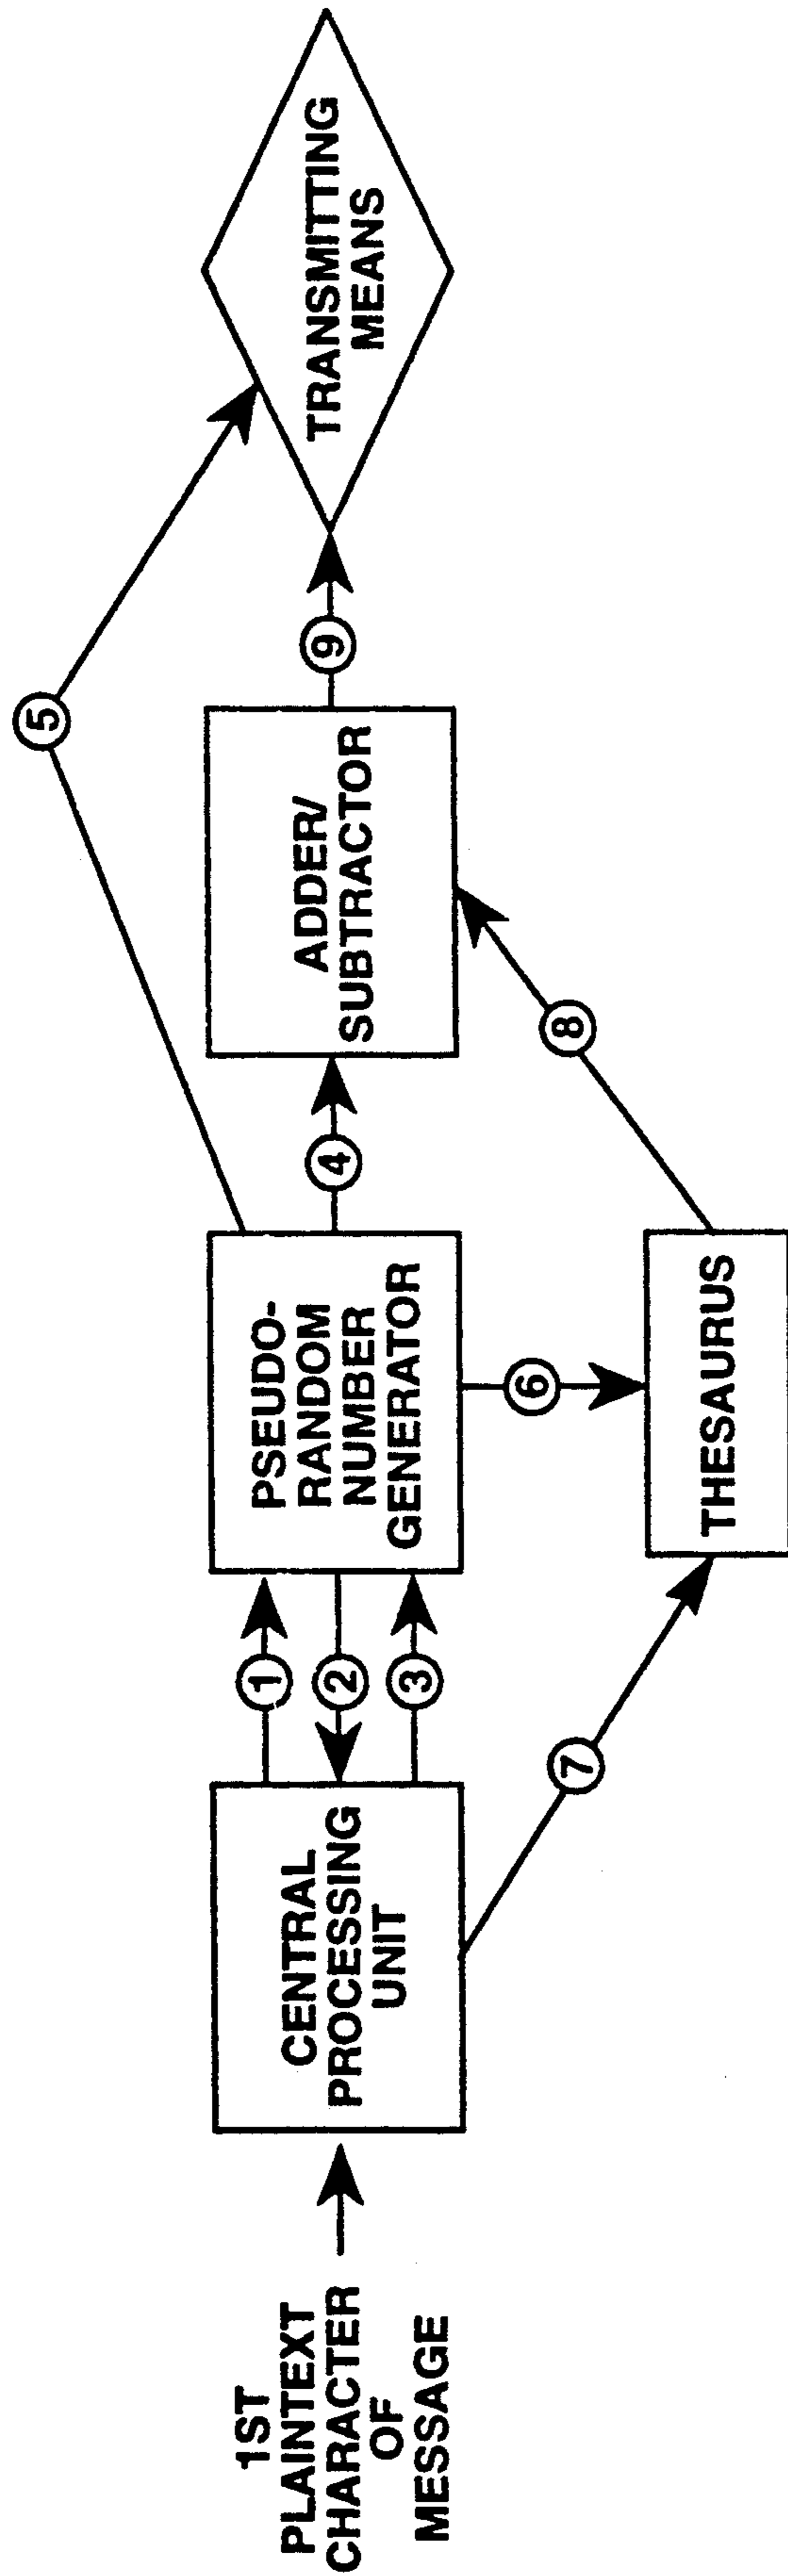 1ST
PLAINTEXT
CHARACTER
OF
MESSAGE
CENTRAL
PROCESSING
UNIT
1
2
3
PSEUDO-
RANDOM
NUMBER
GENERATOR
4
5
6
7
THESAURUS
8
ADDER/
SUBTRACTOR
9
TRANSMITTING
MEANS